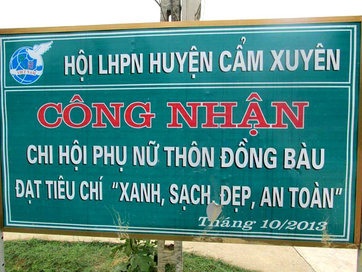 HỘI LHPN HUYỆN CẨM XUYÊN
CÔNG NHẬN
CHI HỘI PHỤ NỮ THÔN ĐỒNG BÀU
ĐẠT TIÊU CHÍ "XANH, SẠCH, ĐẸP, AN TOÀN"
Tháng 10/2013